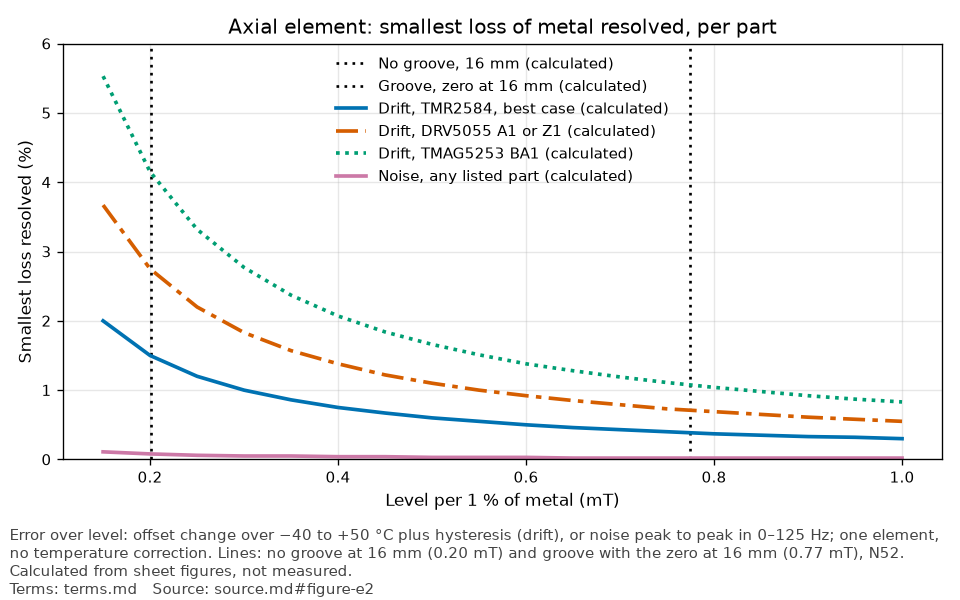 Axial element: smallest loss of metal resolved, per part
Smallest loss resolved (%)
6
5
4
3
2
1
0
No groove, 16 mm (calculated)
Groove, zero at 16 mm (calculated)
Drift, TMR2584, best case (calculated)
Drift, DRV5055 A1 or Z1 (calculated)
Drift, TMAG5253 BA1 (calculated)
Noise, any listed part (calculated)
0.2
0.4
0.6
0.8
1.0
Level per 1 % of metal (mT)
Error over level: offset change over −40 to +50 °C plus hysteresis (drift), or noise peak to peak in 0–125 Hz; one element,
no temperature correction. Lines: no groove at 16 mm (0.20 mT) and groove with the zero at 16 mm (0.77 mT), N52.
Calculated from sheet figures, not measured.
Terms: terms.md   Source: source.md#figure-e2